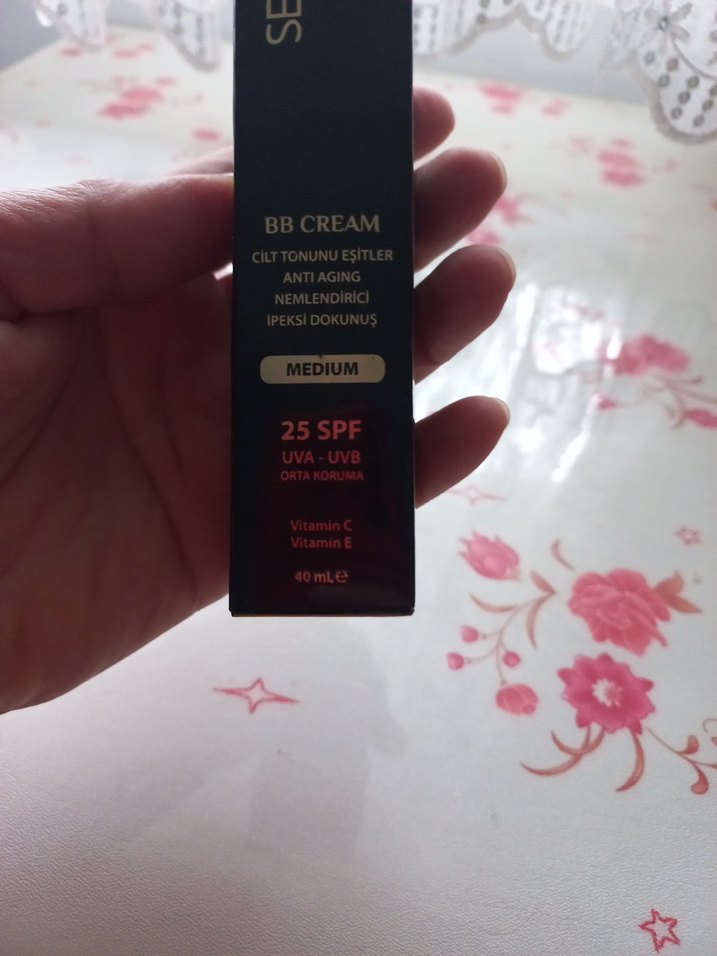 SE
BB CREAM
CİLT TONUNU EŞİTLER
ANTI AGING
NEMLENDİRİCİ
İPEKSİ DOKUNUŞ
MEDIUM
25 SPF
UVA - UVB
ORTA KORUMA
Vitamin C
Vitamin E
40 mL℮